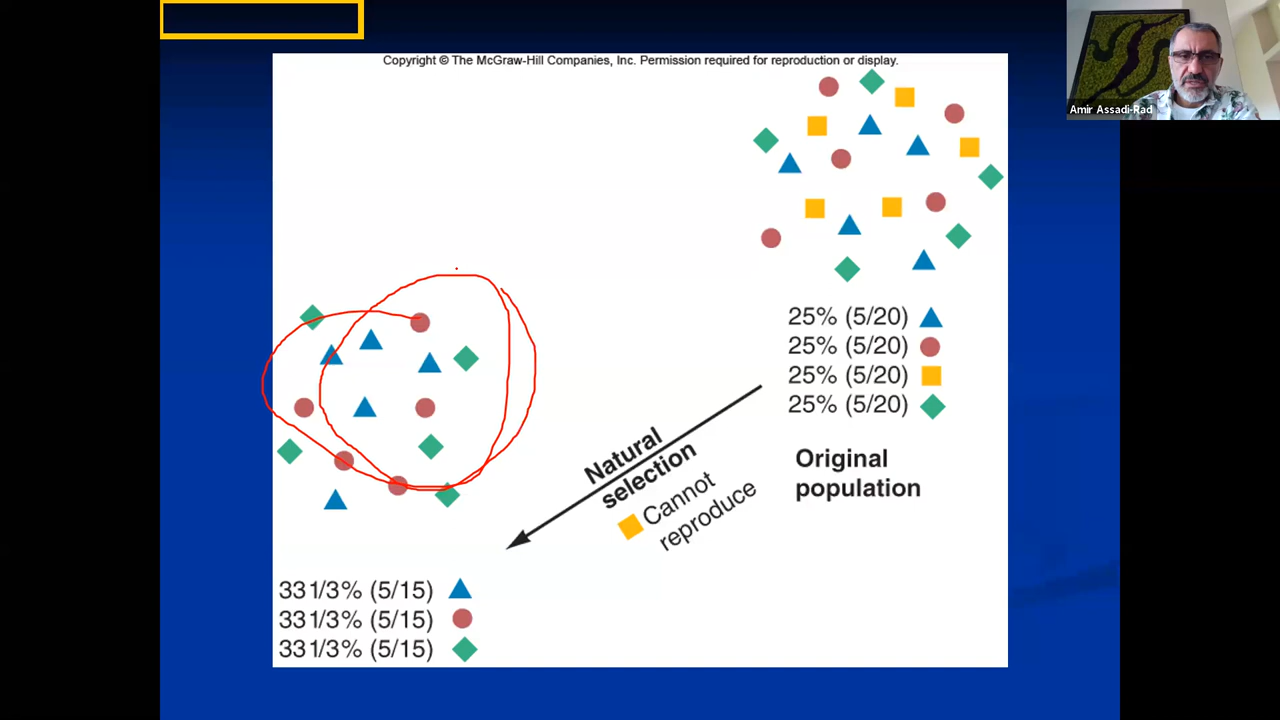 Copyright © The McGraw-Hill Companies, Inc. Permission required for reproduction or display.
Amir Assadi-Rad
25% (5/20)
25% (5/20)
25% (5/20)
25% (5/20)
Original
population
Natural
selection
Cannot
reproduce
33 1/3% (5/15)
33 1/3% (5/15)
33 1/3% (5/15)